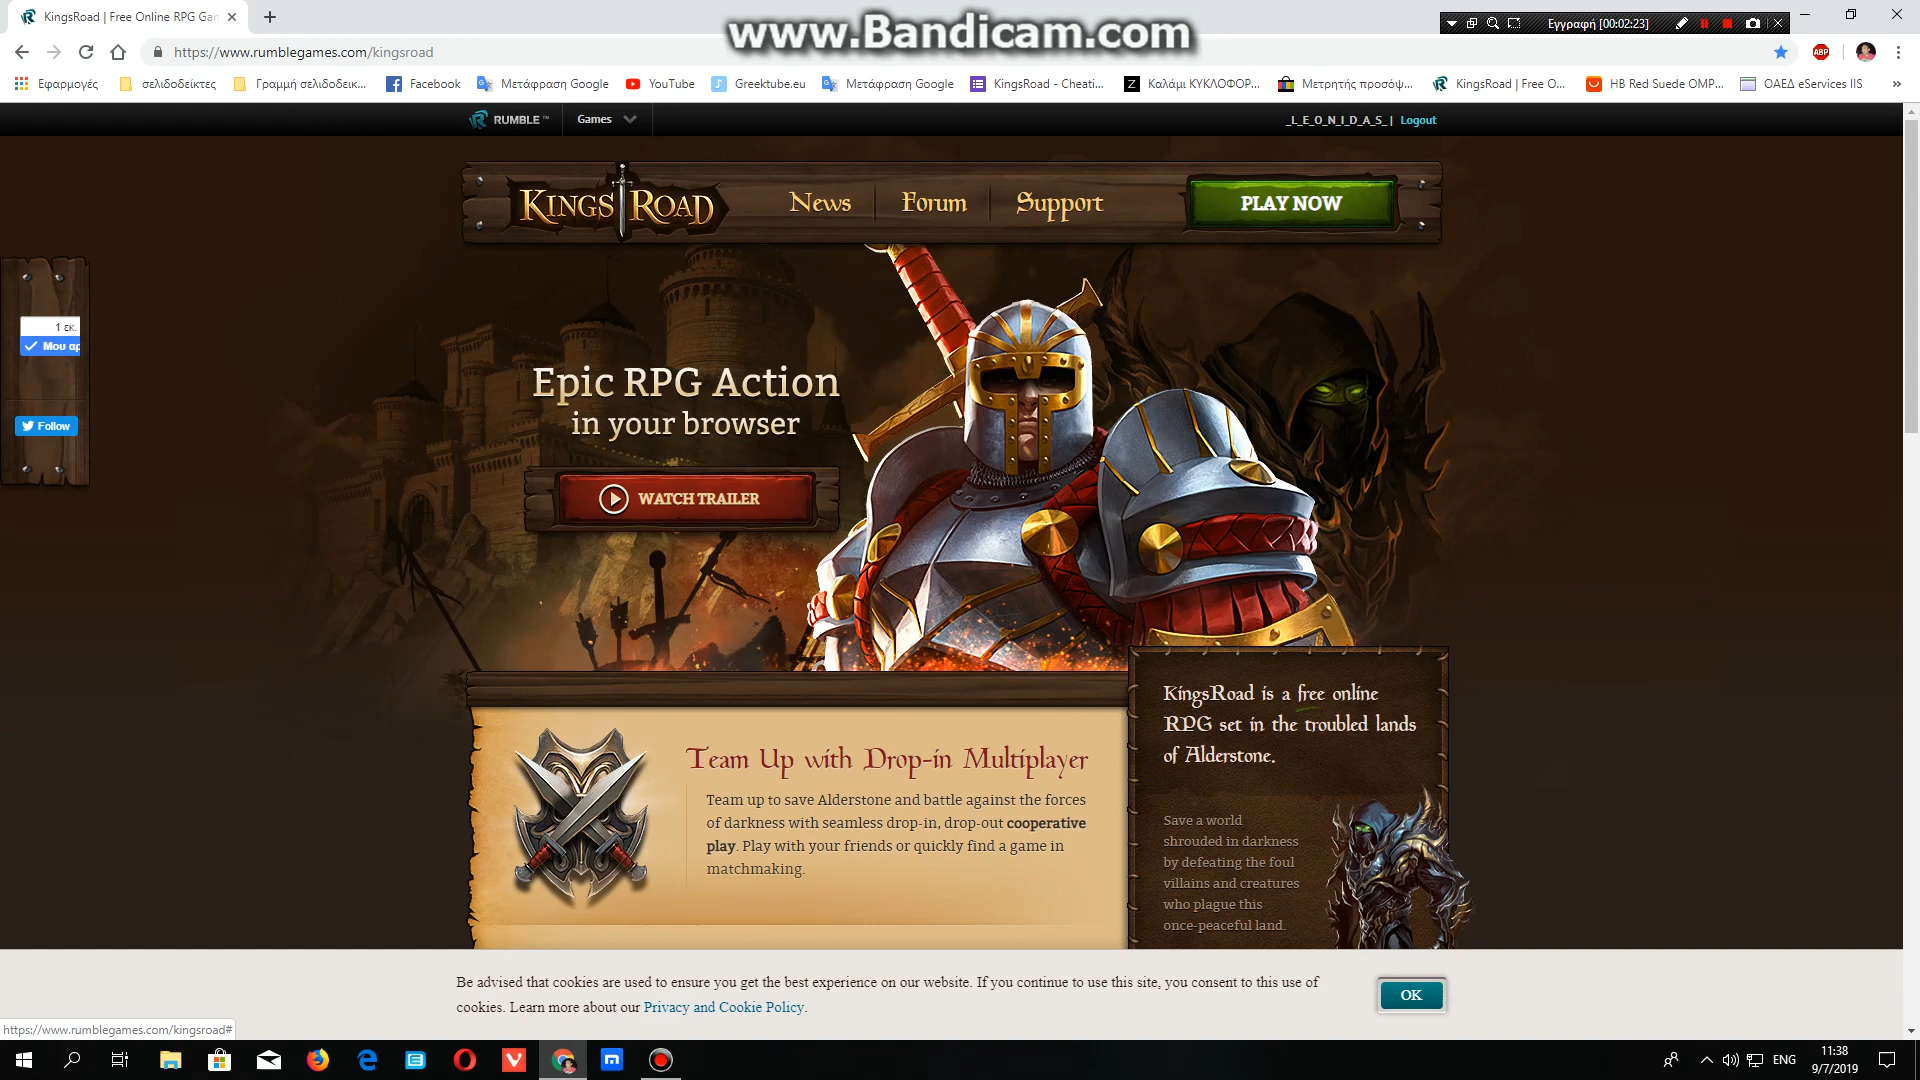 KingsRoad | Free Online RPG Gam
www.Bandicam.com
Εγγραφή [00:02:23]
https://www.rumblegames.com/kingsroad
ABP
Εφαρμογές
σελιδοδείκτες
Γραμμή σελιδοδεικ...
Facebook
Μετάφραση Google
YouTube
Greektube.eu
Μετάφραση Google
KingsRoad - Cheati...
Καλάμι ΚΥΚΛΟΦΟΡ...
Μετρητής προσόψ...
KingsRoad | Free O...
HB Red Suede OMP...
ΟΑΕΔ eServices IIS
RUMBLE™
Games
_L_E_O_N_I_D_A_S_ | Logout
KINGSROAD
News
Forum
Support
PLAY NOW
1 εκ.
Μου αρ
Follow
Epic RPG Action
in your browser
WATCH TRAILER
KingsRoad is a free online
RPG set in the troubled lands
of Alderstone.
Team Up with Drop-in Multiplayer
Team up to save Alderstone and battle against the forces
of darkness with seamless drop-in, drop-out cooperative
play. Play with your friends or quickly find a game in
matchmaking.
Save a world
shrouded in darkness
by defeating the foul
villains and creatures
who plague this
once-peaceful land.
Be advised that cookies are used to ensure you get the best experience on our website. If you continue to use this site, you consent to this use of
cookies. Learn more about our Privacy and Cookie Policy.
OK
https://www.rumblegames.com/kingsroad#
ENG
11:38
9/7/2019